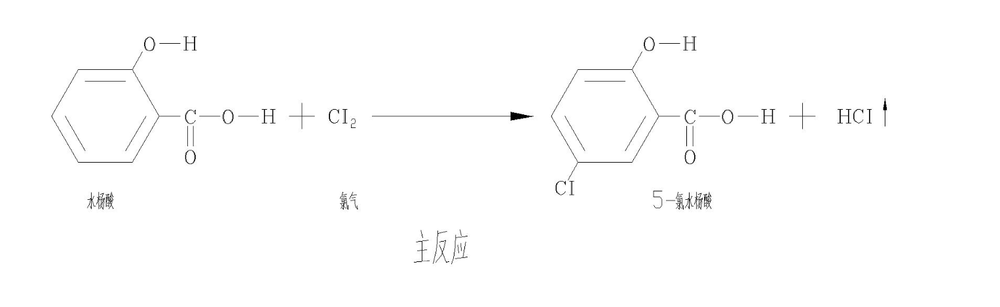 O—H O—H
C—O—H + CI₂ C—O—H + HCI↑
O O
CI
水杨酸 氯气 5-氯水杨酸
主反应